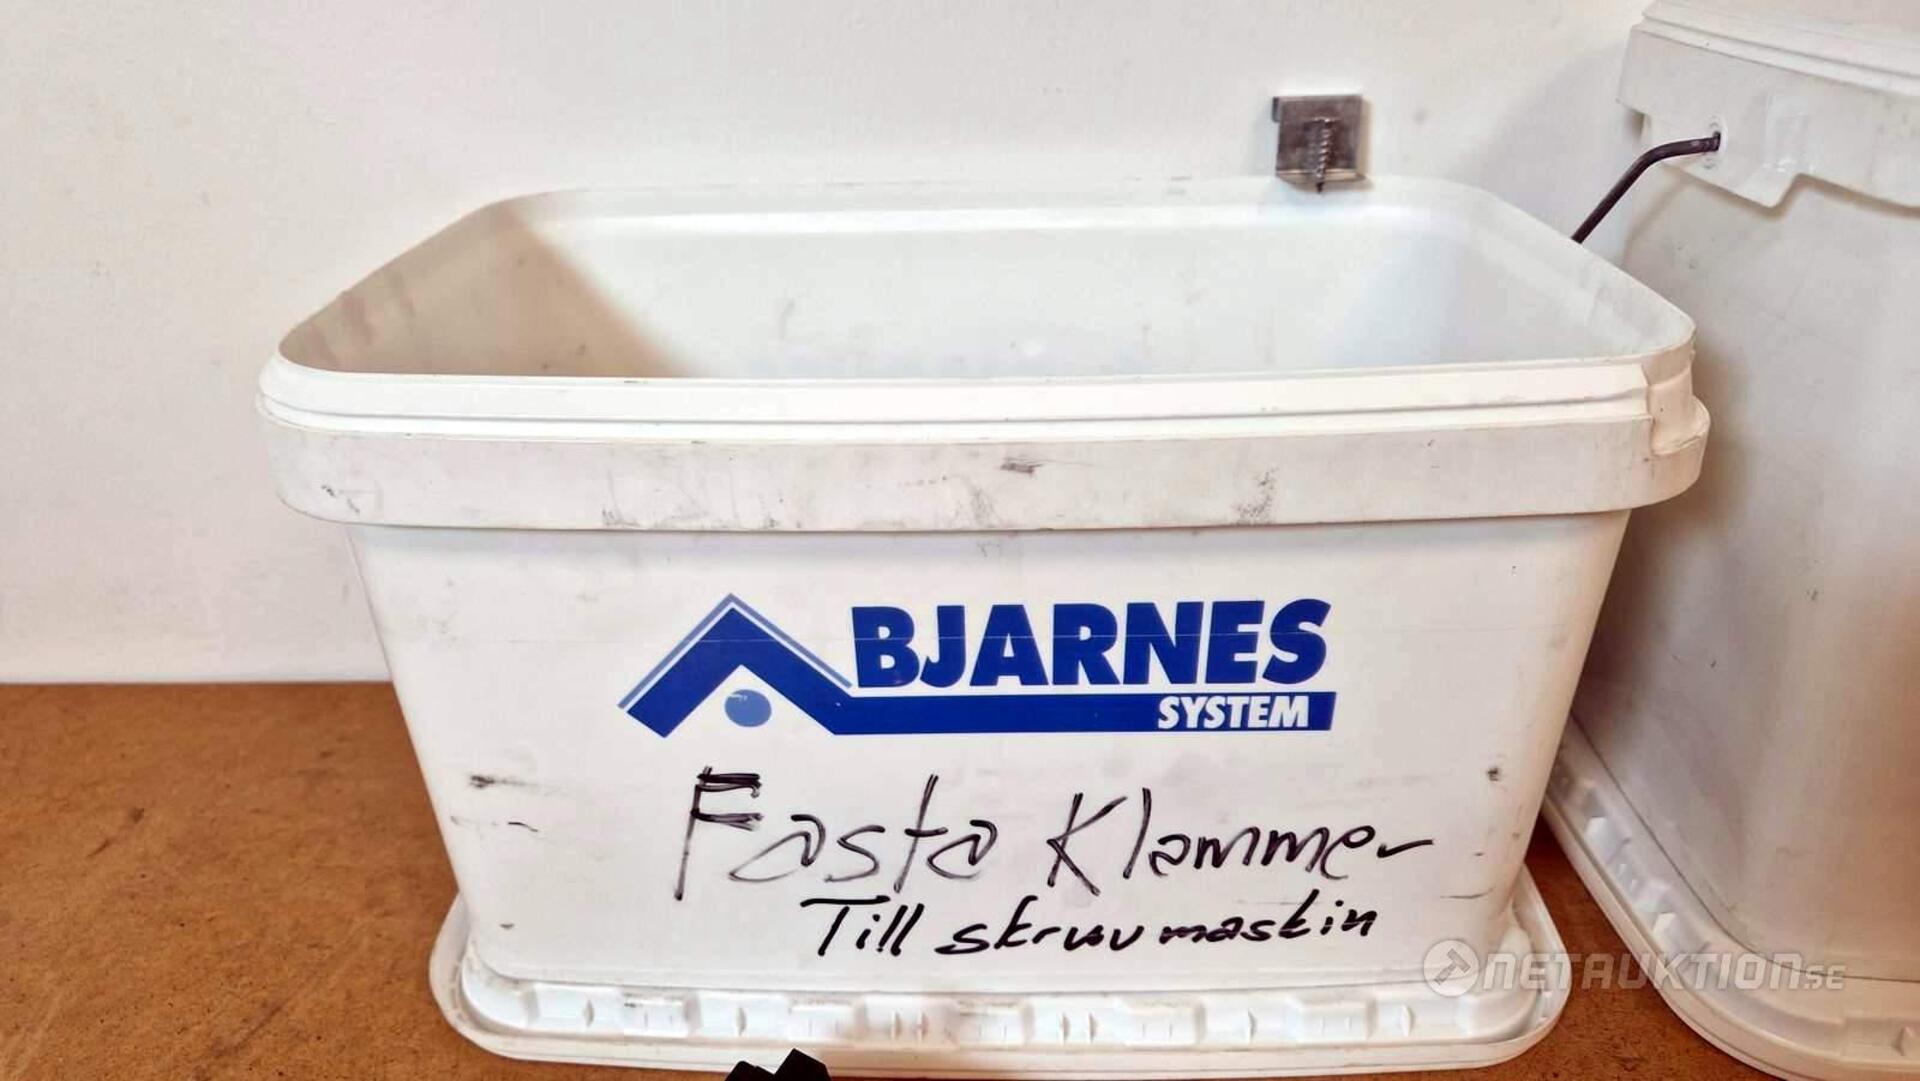 BJARNES
SYSTEM
Fasta Klammer
Till skruvmaskin
NETAUKTION.SE